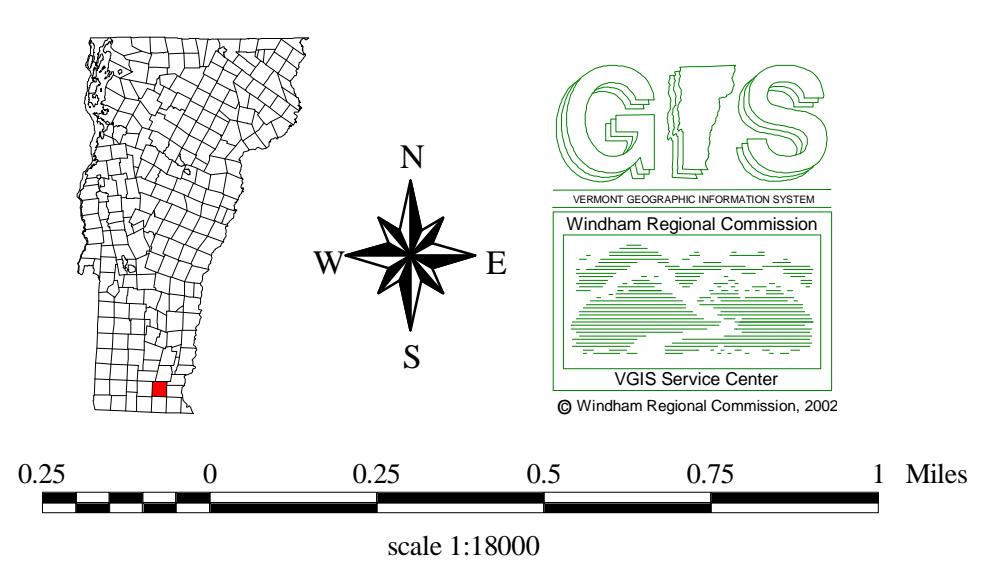 N
W E
S
GIS
VERMONT GEOGRAPHIC INFORMATION SYSTEM
Windham Regional Commission
VGIS Service Center
© Windham Regional Commission, 2002
0.25 0 0.25 0.5 0.75 1 Miles
scale 1:18000